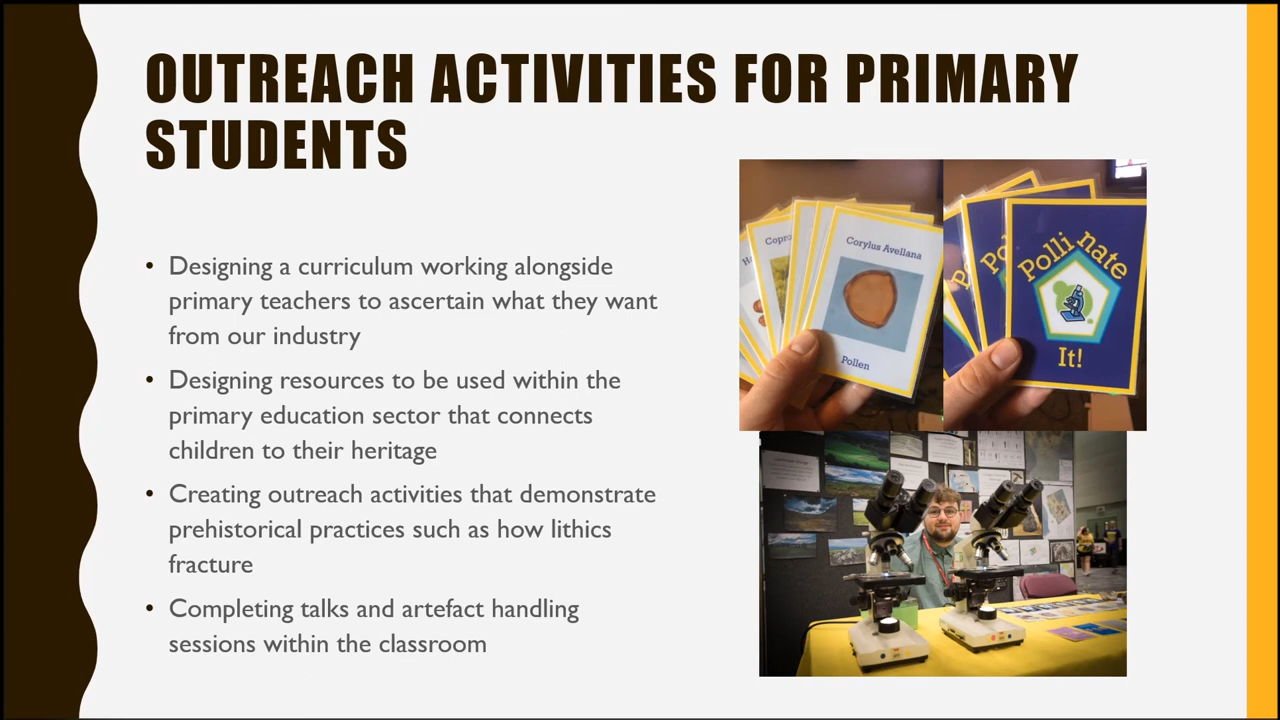 OUTREACH ACTIVITIES FOR PRIMARY
STUDENTS
• Designing a curriculum working alongside
primary teachers to ascertain what they want
from our industry
• Designing resources to be used within the
primary education sector that connects
children to their heritage
• Creating outreach activities that demonstrate
prehistorical practices such as how lithics
fracture
• Completing talks and artefact handling
sessions within the classroom
Corylus Avellana
Pollen
Polli nate
It!